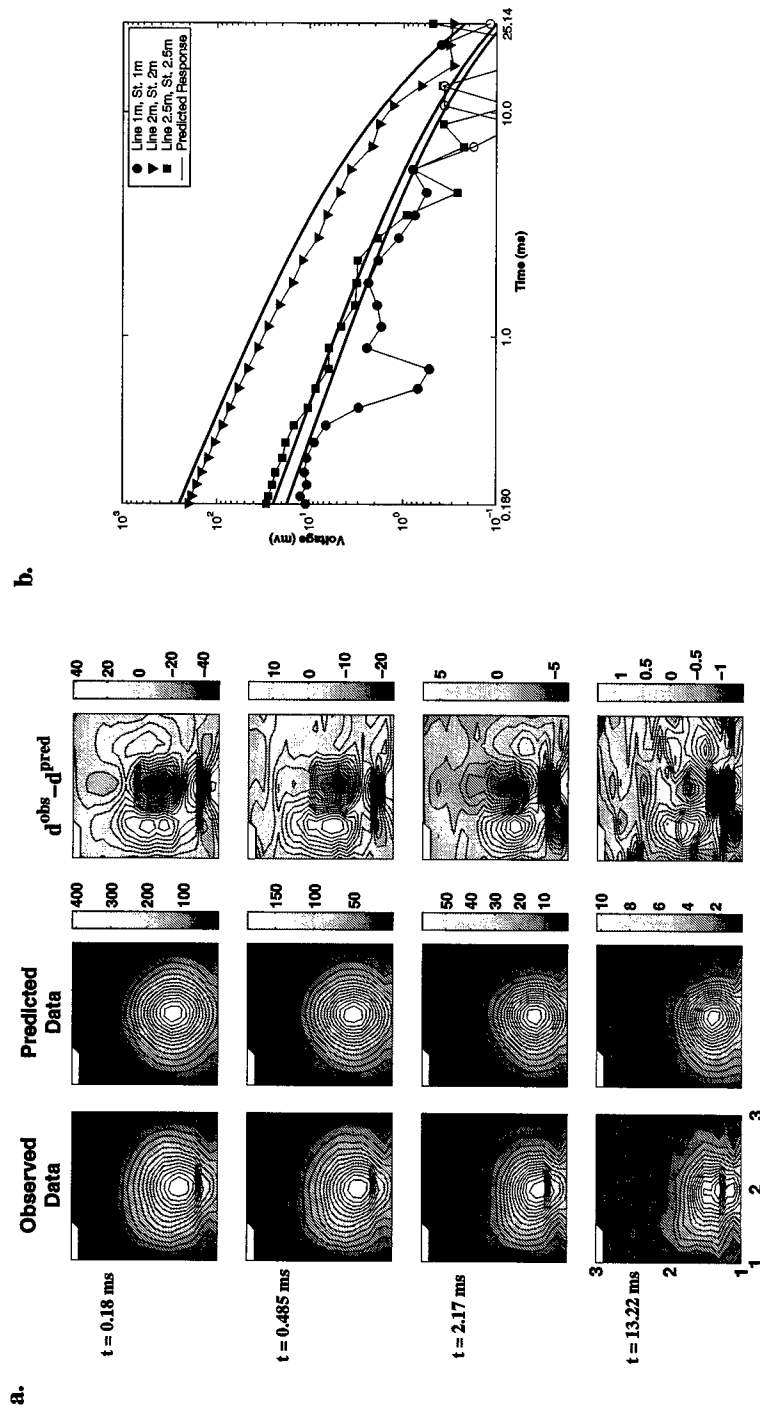 a.
Observed
Data
Predicted
Data
d^obs–d^pred
t = 0.18 ms
400
300
200
100
40
20
0
-20
-40
t = 0.485 ms
150
100
50
10
0
-10
-20
t = 2.17 ms
50
40
30
20
10
5
0
-5
t = 13.22 ms
3
2
1
1
2
3
10
8
6
4
2
1
0.5
0
-0.5
-1
b.
Line 1m, St. 1m
Line 2m, St. 2m
Line 2.5m, St. 2.5m
Predicted Response
Voltage (mv)
10^3
10^2
10^1
10^0
10^-1
0.180
1.0
10.0
25.14
Time (ms)